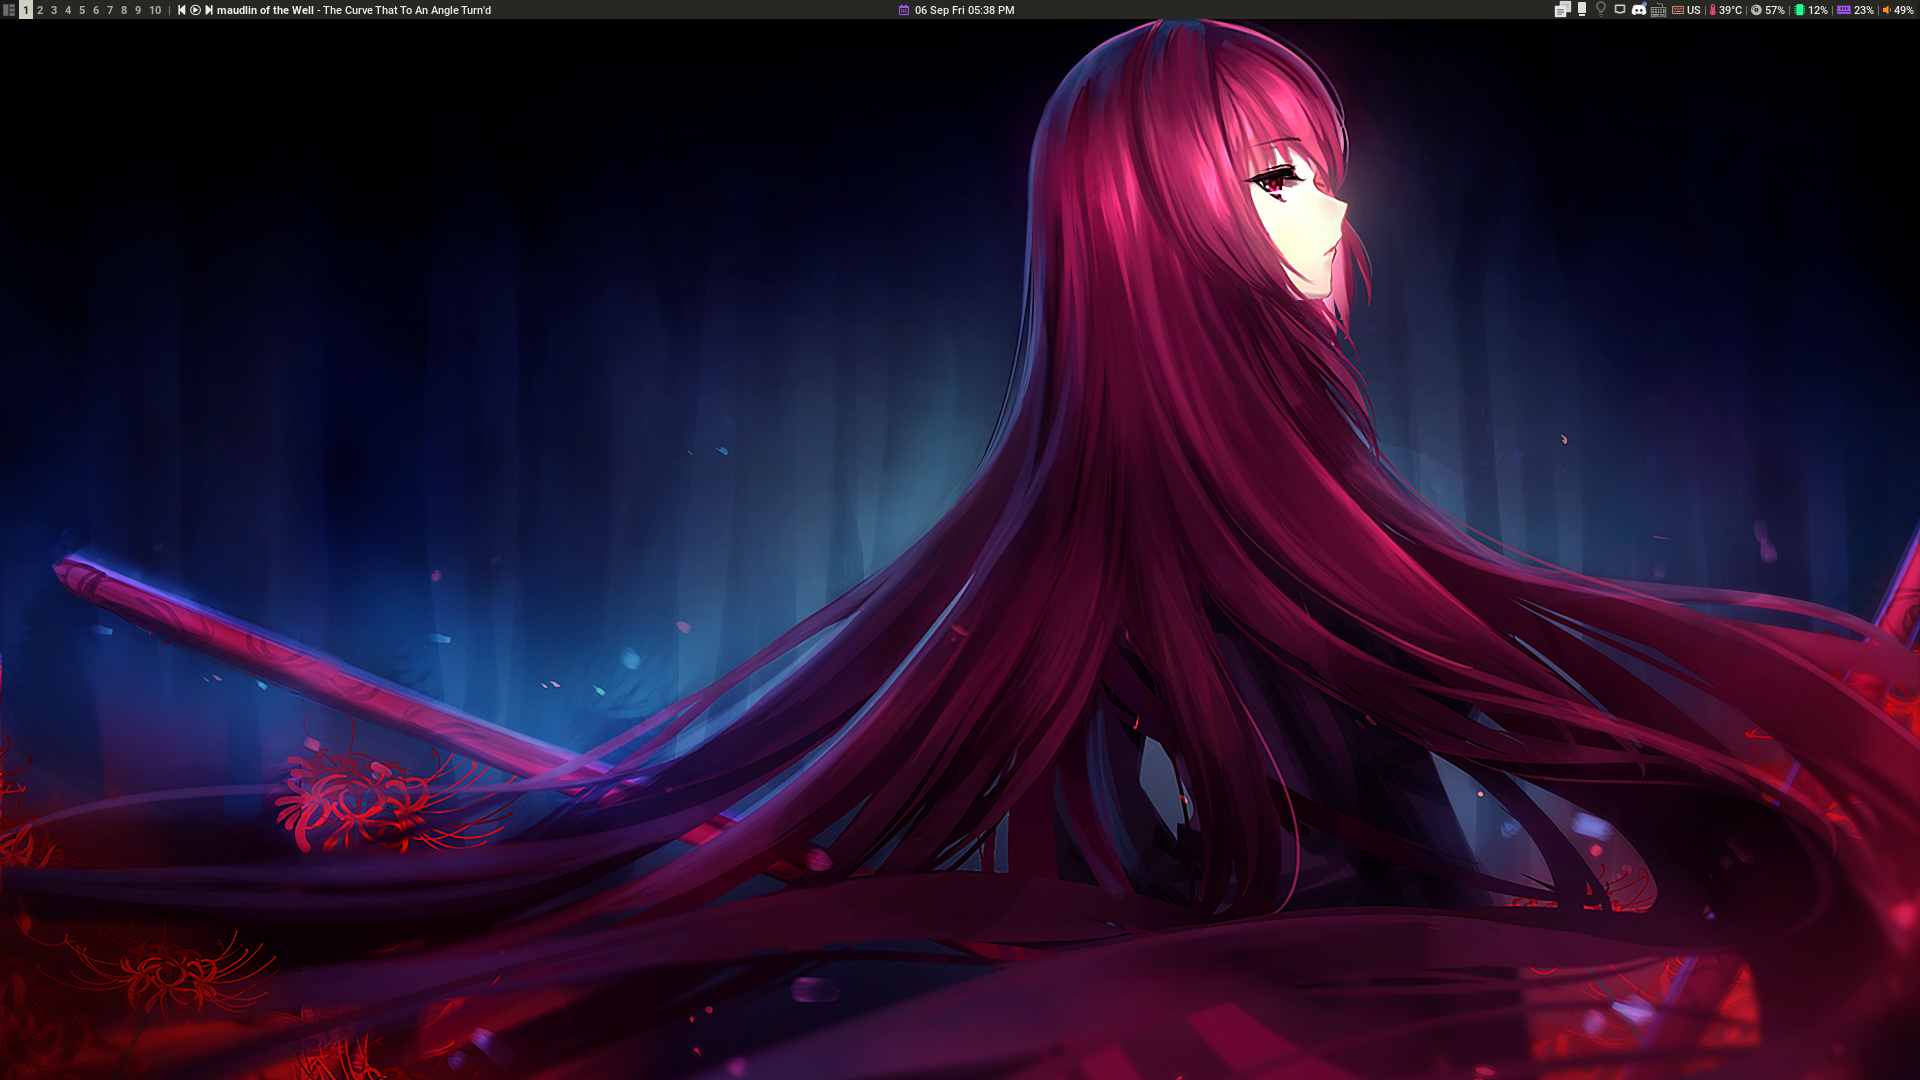 1 2 3 4 5 6 7 8 9 10 | maudlin of the Well - The Curve That To An Angle Turn'd
06 Sep Fri 05:38 PM
US | 39°C | 57% | 12% | 23% | 49%